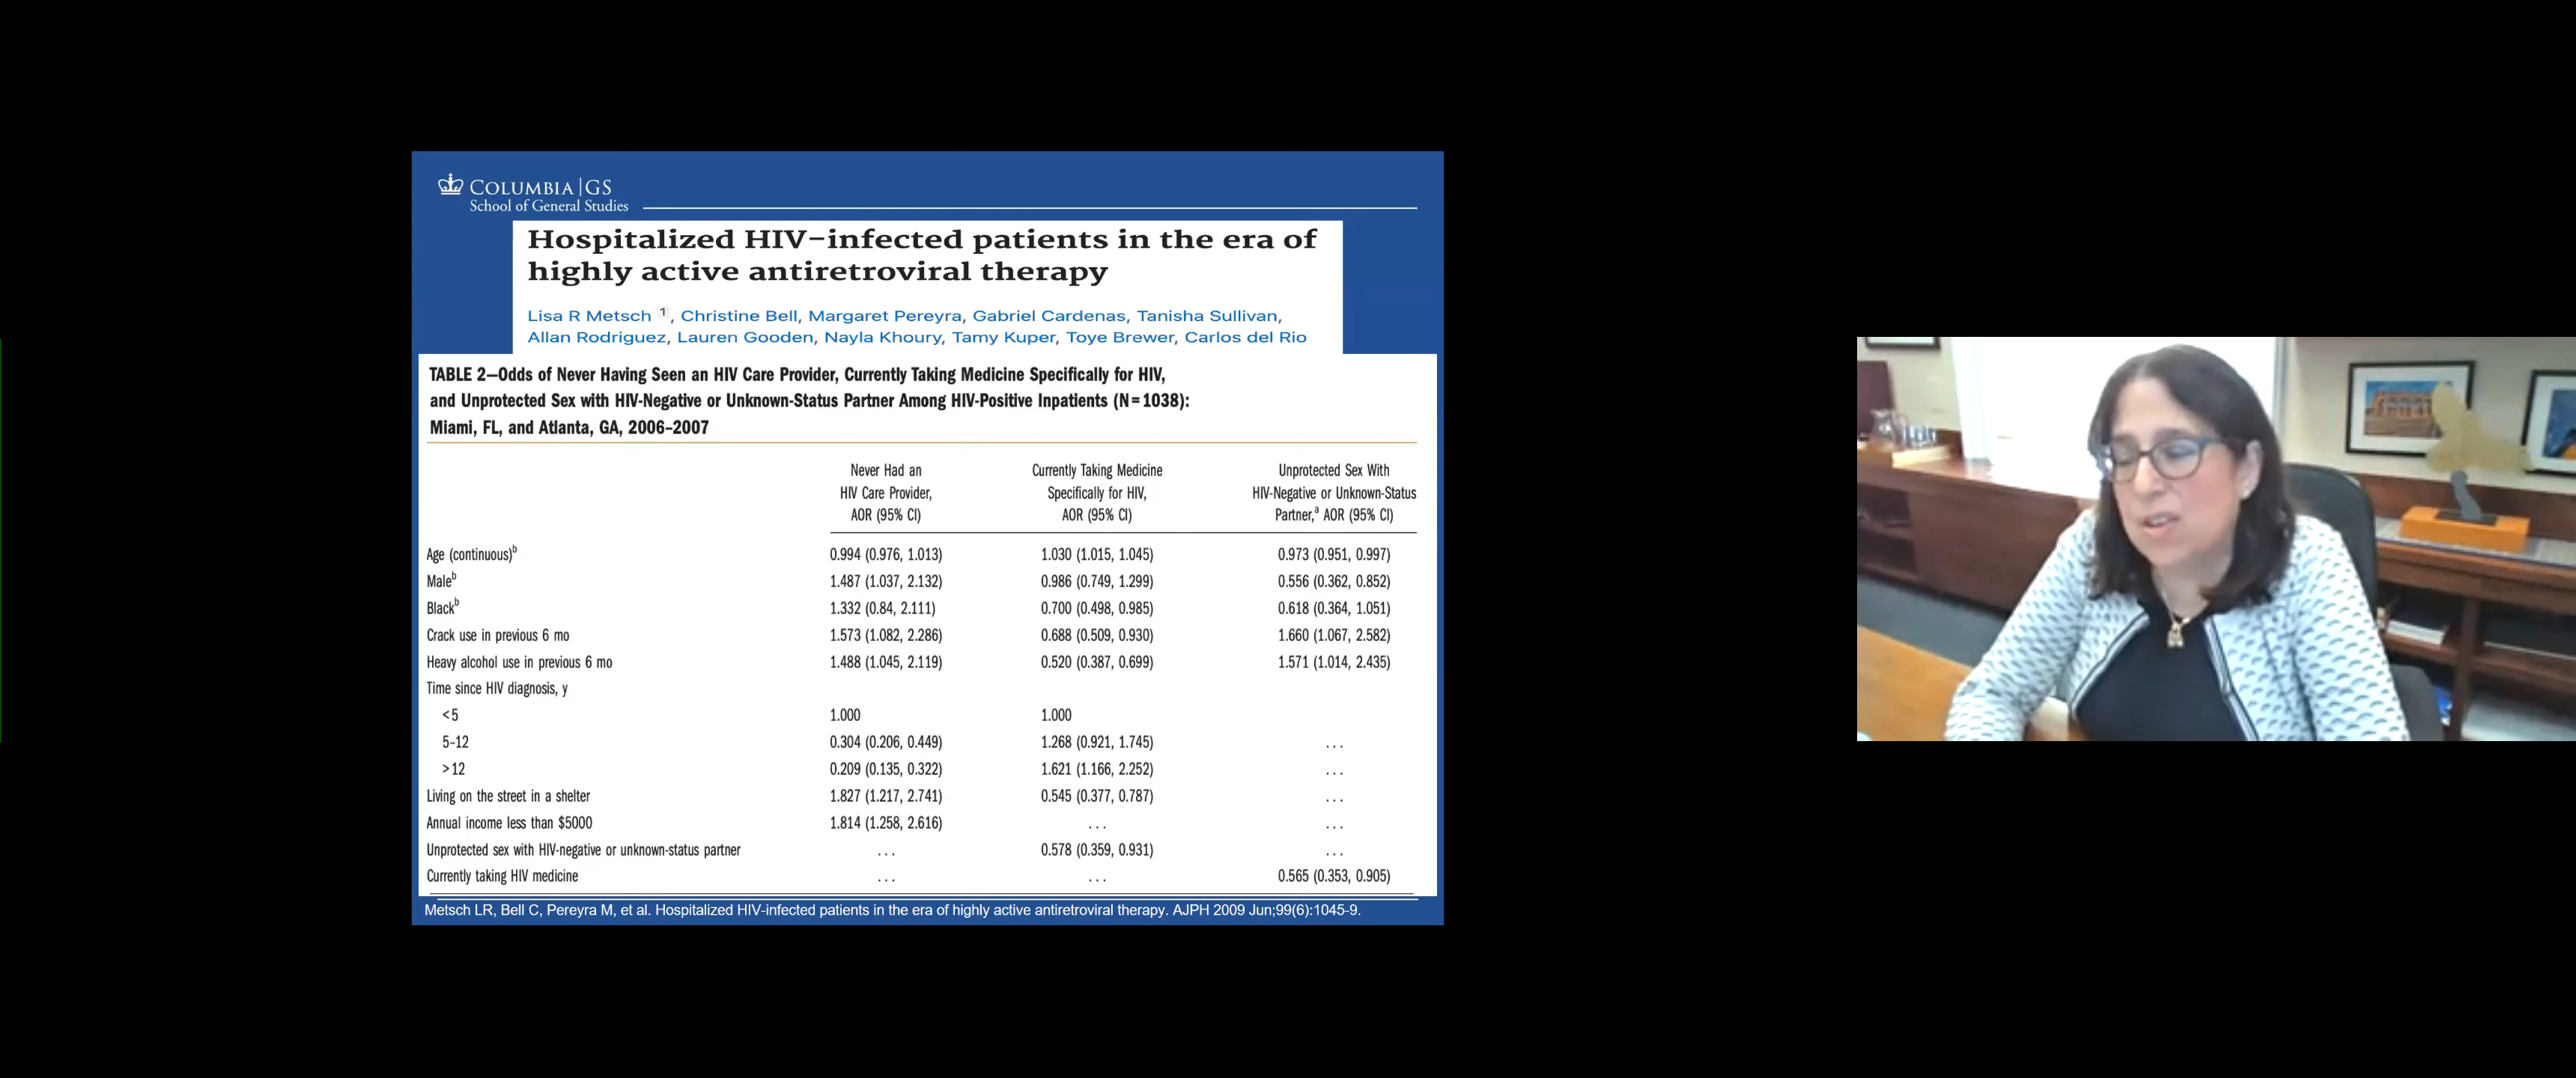 COLUMBIA | GS
School of General Studies
Hospitalized HIV-infected patients in the era of
highly active antiretroviral therapy
Lisa R Metsch 1, Christine Bell, Margaret Pereyra, Gabriel Cardenas, Tanisha Sullivan,
Allan Rodriguez, Lauren Gooden, Nayla Khoury, Tamy Kuper, Toye Brewer, Carlos del Rio
TABLE 2—Odds of Never Having Seen an HIV Care Provider, Currently Taking Medicine Specifically for HIV,
and Unprotected Sex with HIV-Negative or Unknown-Status Partner Among HIV-Positive Inpatients (N=1038):
Miami, FL, and Atlanta, GA, 2006–2007
Never Had an Currently Taking Medicine Unprotected Sex With
HIV Care Provider, Specifically for HIV, HIV-Negative or Unknown-Status
AOR (95% CI) AOR (95% CI) Partner,a AOR (95% CI)
Age (continuous)b 0.994 (0.976, 1.013) 1.030 (1.015, 1.045) 0.973 (0.951, 0.997)
Maleb 1.487 (1.037, 2.132) 0.986 (0.749, 1.299) 0.556 (0.362, 0.852)
Blackb 1.332 (0.84, 2.111) 0.700 (0.498, 0.985) 0.618 (0.364, 1.051)
Crack use in previous 6 mo 1.573 (1.082, 2.286) 0.688 (0.509, 0.930) 1.660 (1.067, 2.582)
Heavy alcohol use in previous 6 mo 1.488 (1.045, 2.119) 0.520 (0.387, 0.699) 1.571 (1.014, 2.435)
Time since HIV diagnosis, y
<5 1.000 1.000
5–12 0.304 (0.206, 0.449) 1.268 (0.921, 1.745) ...
>12 0.209 (0.135, 0.322) 1.621 (1.166, 2.252) ...
Living on the street in a shelter 1.827 (1.217, 2.741) 0.545 (0.377, 0.787) ...
Annual income less than $5000 1.814 (1.258, 2.616) ... ...
Unprotected sex with HIV-negative or unknown-status partner ... 0.578 (0.359, 0.931) ...
Currently taking HIV medicine ... ... 0.565 (0.353, 0.905)
Metsch LR, Bell C, Pereyra M, et al. Hospitalized HIV-infected patients in the era of highly active antiretroviral therapy. AJPH 2009 Jun;99(6):1045-9.